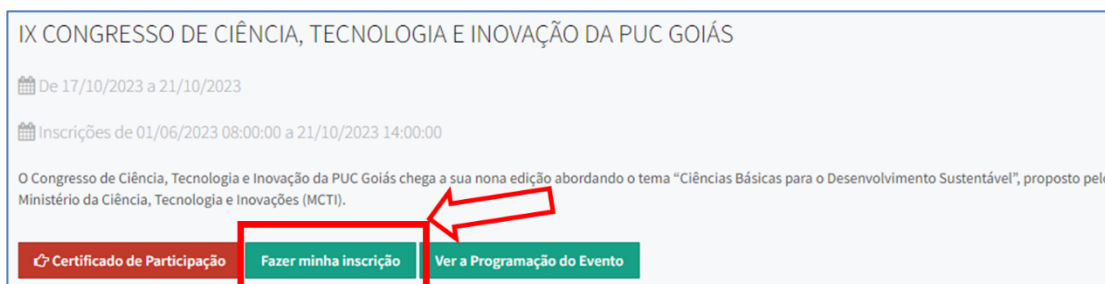 IX CONGRESSO DE CIÊNCIA, TECNOLOGIA E INOVAÇÃO DA PUC GOIÁS
De 17/10/2023 a 21/10/2023
Inscrições de 01/06/2023 08:00:00 a 21/10/2023 14:00:00
O Congresso de Ciência, Tecnologia e Inovação da PUC Goiás chega a sua nona edição abordando o tema “Ciências Básicas para o Desenvolvimento Sustentável”, proposto pelo
Ministério da Ciência, Tecnologia e Inovações (MCTI).
Certificado de Participação Fazer minha inscrição Ver a Programação do Evento